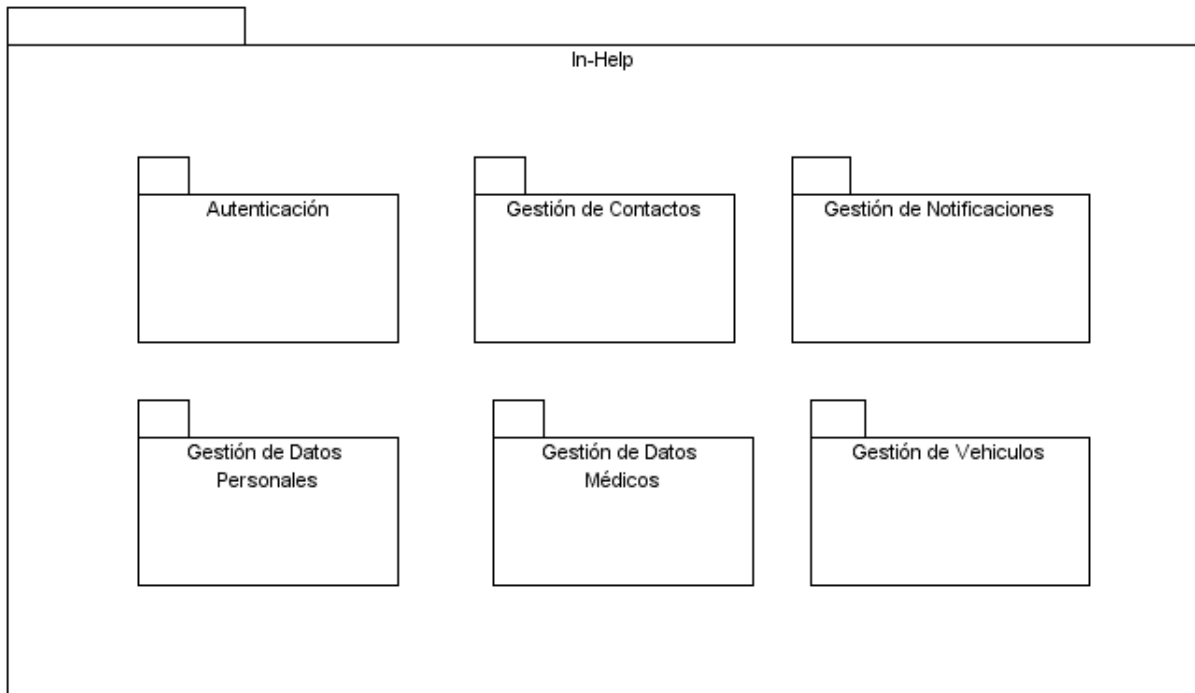 In-Help
Autenticación
Gestión de Contactos
Gestión de Notificaciones
Gestión de Datos
Personales
Gestión de Datos
Médicos
Gestión de Vehiculos